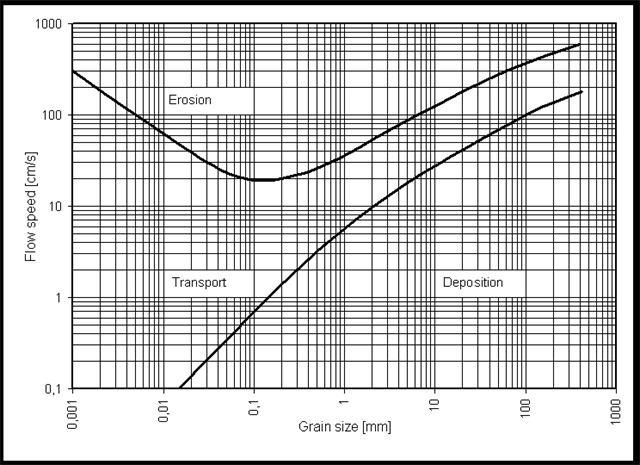 1000
100
10
1
0,1
Flow speed [cm/s]
Erosion
Transport
Deposition
0,001
0,01
0,1
1
10
100
1000
Grain size [mm]